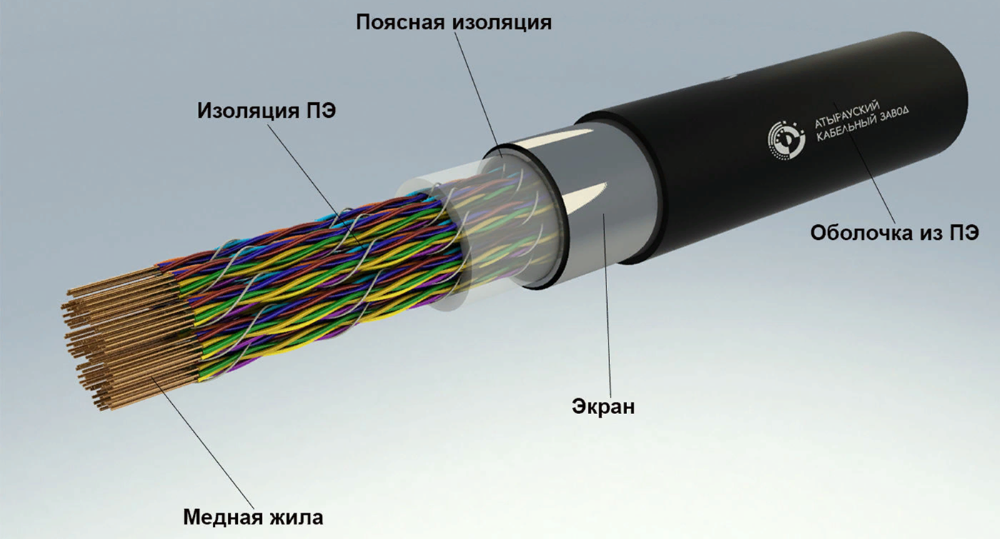 Поясная изоляция
Изоляция ПЭ
АТЫРАУСКИЙ
КАБЕЛЬНЫЙ ЗАВОД
Оболочка из ПЭ
Экран
Медная жила